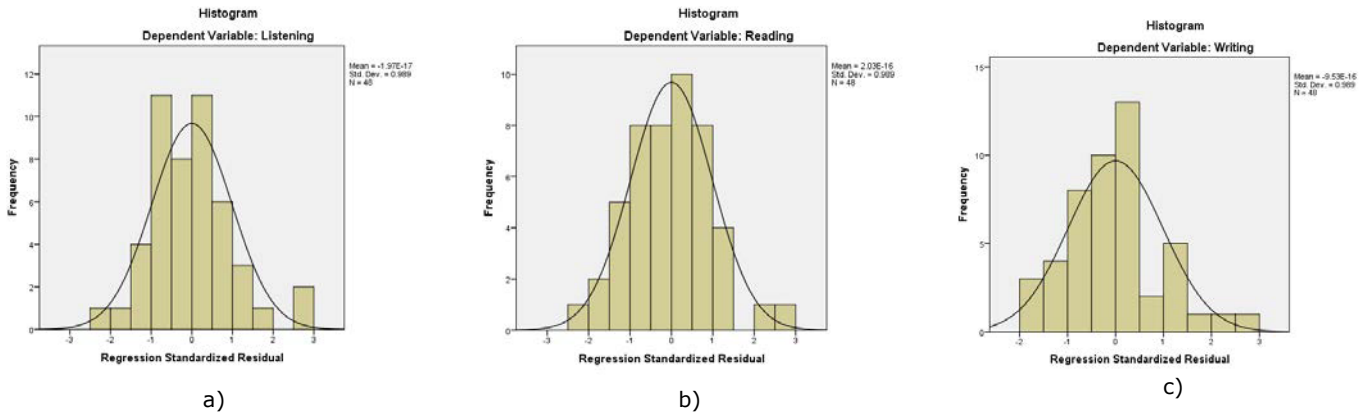 Histogram
Dependent Variable: Listening
Mean = -1.97E-17
Std. Dev. = 0.989
N = 48
12
10
8
6
4
2
0
Frequency
-3 -2 -1 0 1 2 3
Regression Standardized Residual
a)
Histogram
Dependent Variable: Reading
Mean = 2.03E-16
Std. Dev. = 0.989
N = 48
10
8
6
4
2
0
Frequency
-3 -2 -1 0 1 2 3
Regression Standardized Residual
b)
Histogram
Dependent Variable: Writing
Mean = -9.53E-16
Std. Dev. = 0.989
N = 48
15
10
5
0
Frequency
-2 -1 0 1 2 3
Regression Standardized Residual
c)